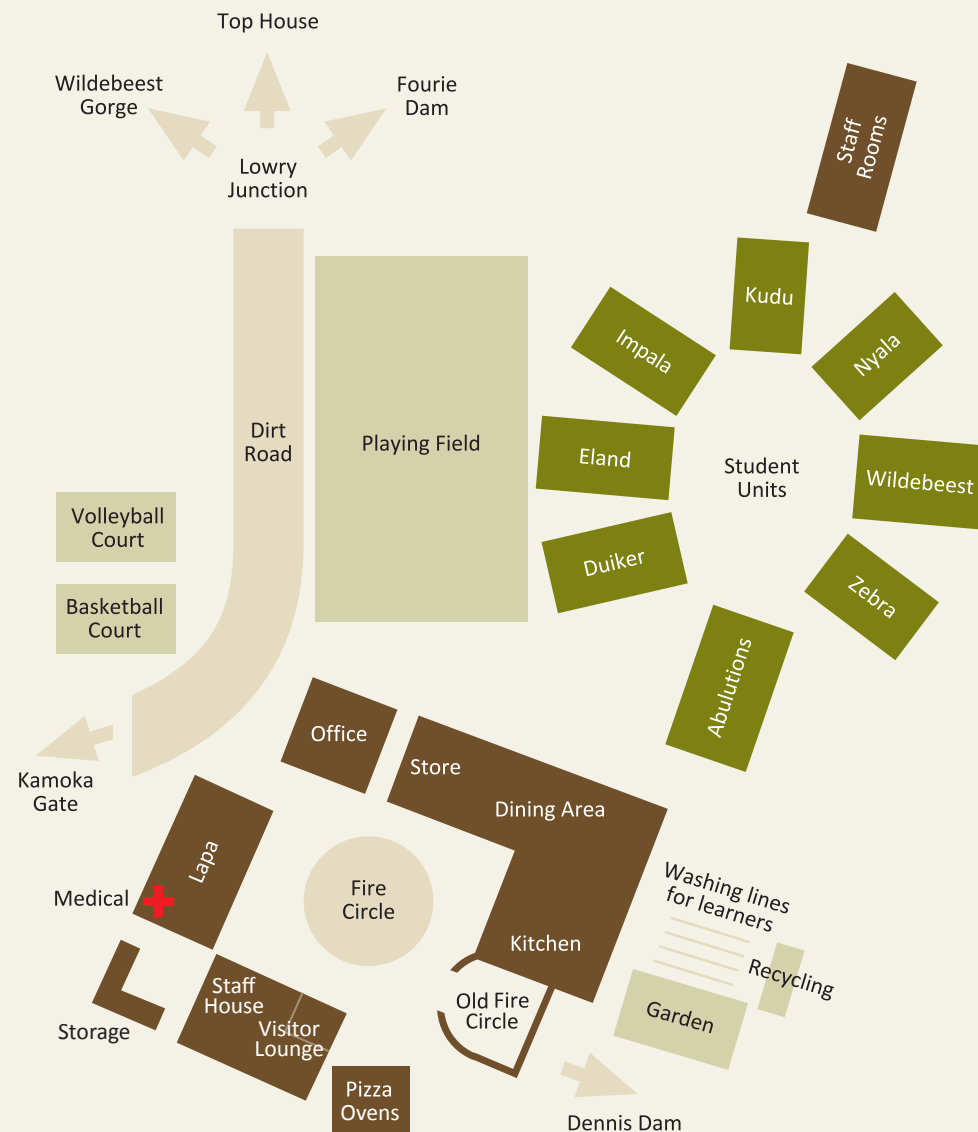 Top House
Wildebeest
Gorge
Fourie
Dam
Lowry
Junction
Staff
Rooms
Kudu
Impala
Nyala
Dirt
Road
Playing Field
Eland
Student
Units
Wildebeest
Volleyball
Court
Duiker
Zebra
Basketball
Court
Abulutions
Office
Store
Kamoka
Gate
Dining Area
Lapa
Medical
Fire
Circle
Washing lines
for learners
Kitchen
Recycling
Staff
House
Old Fire
Circle
Garden
Storage
Visitor
Lounge
Pizza
Ovens
Dennis Dam